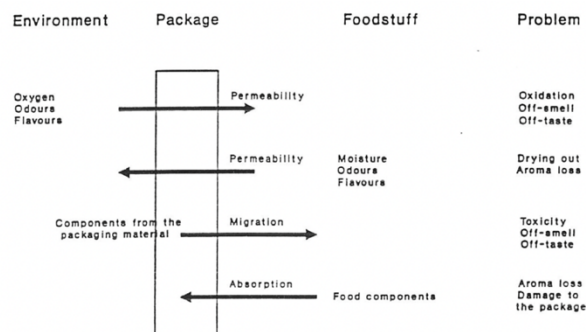 Environment Package Foodstuff Problem
Oxygen
Odours
Flavours
Permeability
Oxidation
Off-smell
Off-taste
Permeability
Moisture
Odours
Flavours
Drying out
Aroma loss
Components from the
packaging material
Migration
Toxicity
Off-smell
Off-taste
Absorption
Food components
Aroma loss
Damage to
the package